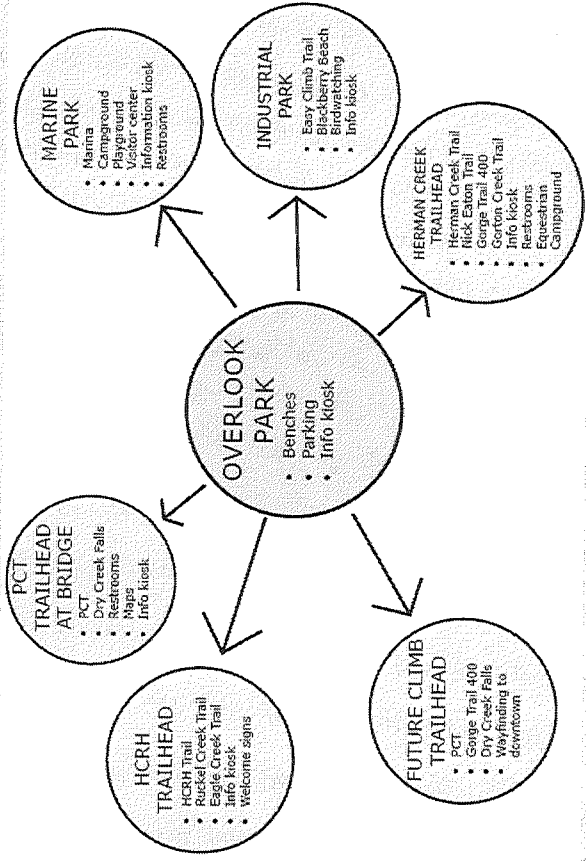 PCT
TRAILHEAD
AT BRIDGE
• PCT
• Dry Creek Falls
• Restrooms
• Maps
• Info kiosk
MARINE
PARK
• Marina
• Campground
• Playground
• Visitor center
• Information kiosk
• Restrooms
HCRH
TRAILHEAD
• HCRH Trail
• Ruckel Creek Trail
• Eagle Creek Trail
• Info kiosk
• Welcome signs
OVERLOOK
PARK
• Benches
• Parking
• Info kiosk
INDUSTRIAL
PARK
• Easy Climb Trail
• Blackberry Beach
• Birdwatching
• Info kiosk
FUTURE CLIMB
TRAILHEAD
• PCT
• Gorge Trail 400
• Dry Creek Falls
• Wayfinding to
downtown
HERMAN CREEK
TRAILHEAD
• Herman Creek Trail
• Nick Eaton Trail
• Gorge Trail 400
• Gorton Creek Trail
• Info kiosk
• Restrooms
• Equestrian
Campground